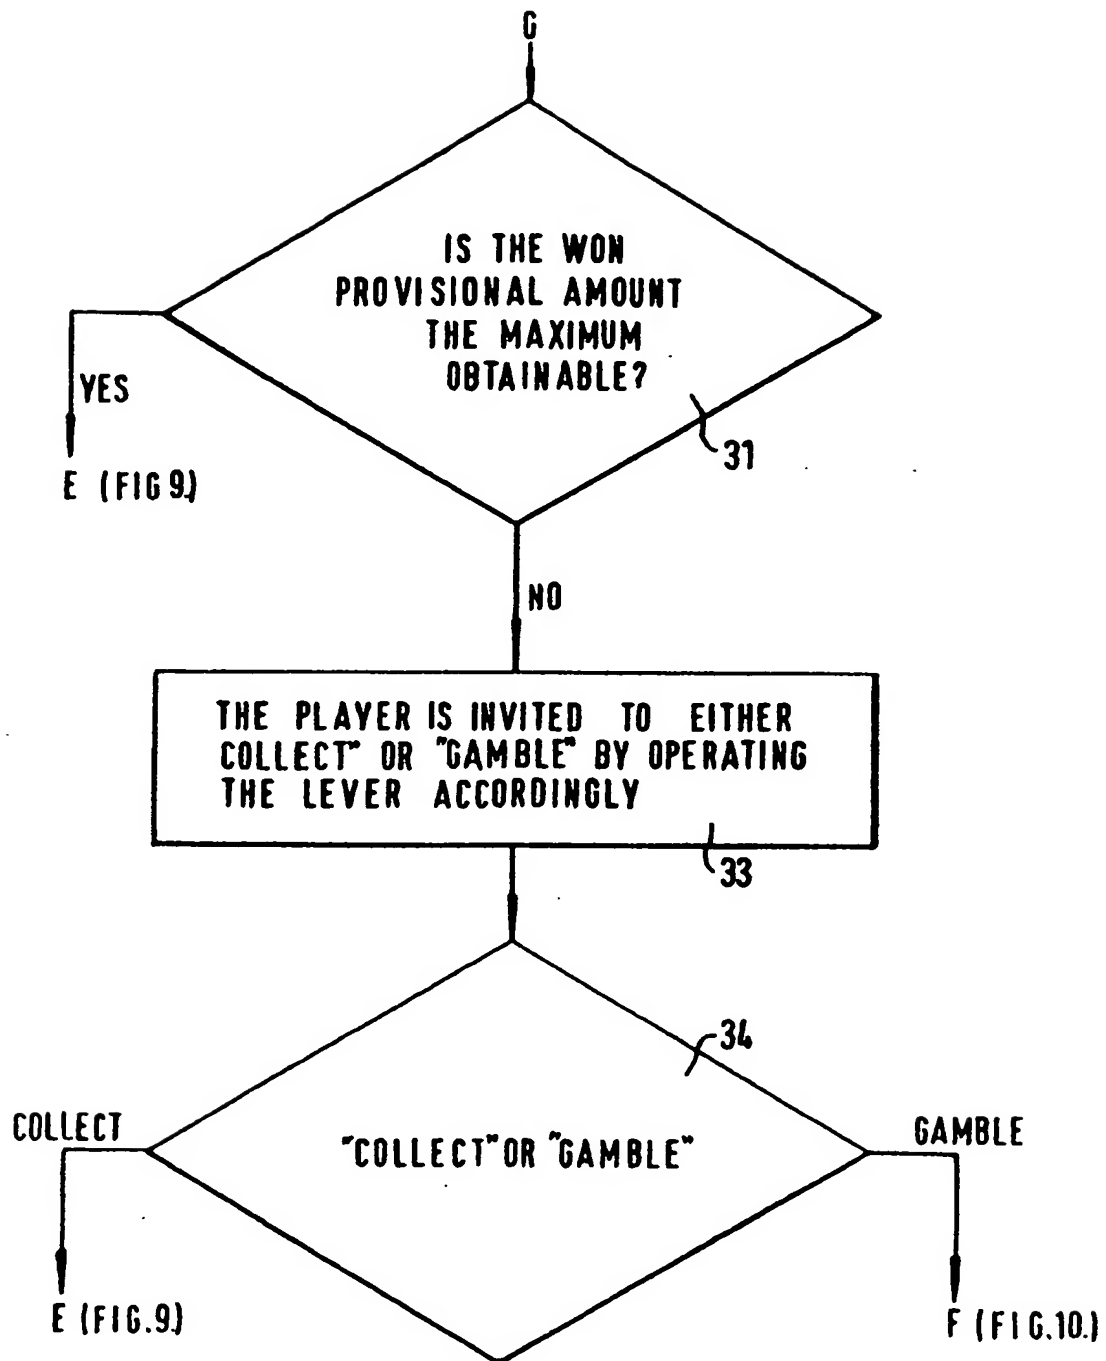 G
IS THE WON
PROVISIONAL AMOUNT
THE MAXIMUM
OBTAINABLE?
YES
31
E (FIG 9.)
NO
THE PLAYER IS INVITED TO EITHER
COLLECT" OR "GAMBLE" BY OPERATING
THE LEVER ACCORDINGLY
33
34
COLLECT
GAMBLE
"COLLECT" OR "GAMBLE"
E (FIG.9.)
F (FIG.10.)